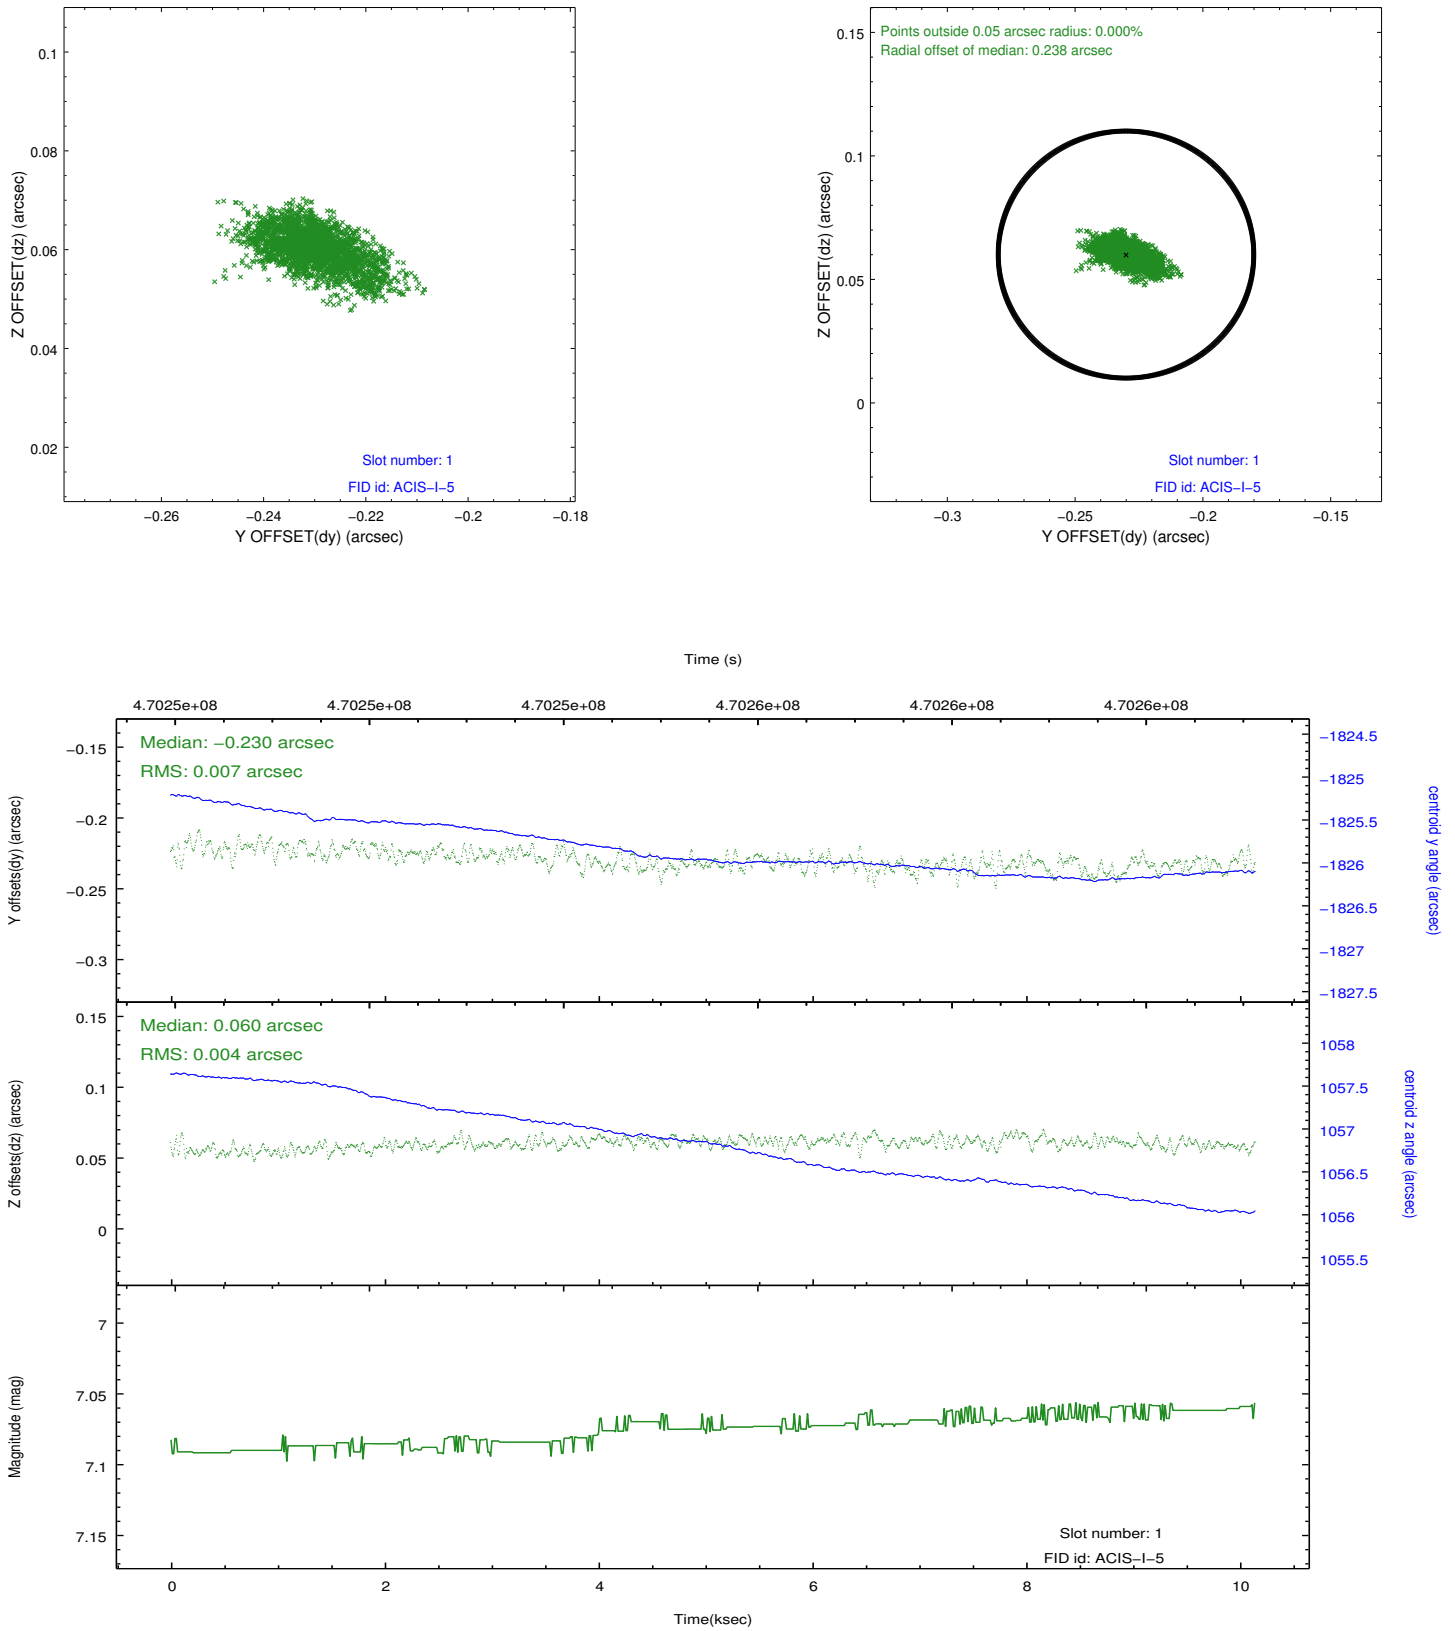 0.1
0.08
0.06
0.04
0.02
Z OFFSET(dz) (arcsec)
Slot number: 1
FID id: ACIS−I−5
−0.26 −0.24 −0.22 −0.2 −0.18
Y OFFSET(dy) (arcsec)
Points outside 0.05 arcsec radius: 0.000%
Radial offset of median: 0.238 arcsec
0.15
0.1
0.05
0
Z OFFSET(dz) (arcsec)
Slot number: 1
FID id: ACIS−I−5
−0.3 −0.25 −0.2 −0.15
Y OFFSET(dy) (arcsec)
Time (s)
4.7025e+08 4.7025e+08 4.7025e+08 4.7026e+08 4.7026e+08 4.7026e+08
Median: −0.230 arcsec
RMS: 0.007 arcsec
−0.15
−0.2
−0.25
−0.3
Y offsets(dy) (arcsec)
−1824.5
−1825
−1825.5
−1826
−1826.5
−1827
−1827.5
centroid y angle (arcsec)
Median: 0.060 arcsec
RMS: 0.004 arcsec
0.15
0.1
0.05
0
Z offsets(dz) (arcsec)
1058
1057.5
1057
1056.5
1056
1055.5
centroid z angle (arcsec)
7
7.05
7.1
7.15
Magnitude (mag)
Slot number: 1
FID id: ACIS−I−5
0 2 4 6 8 10
Time(ksec)